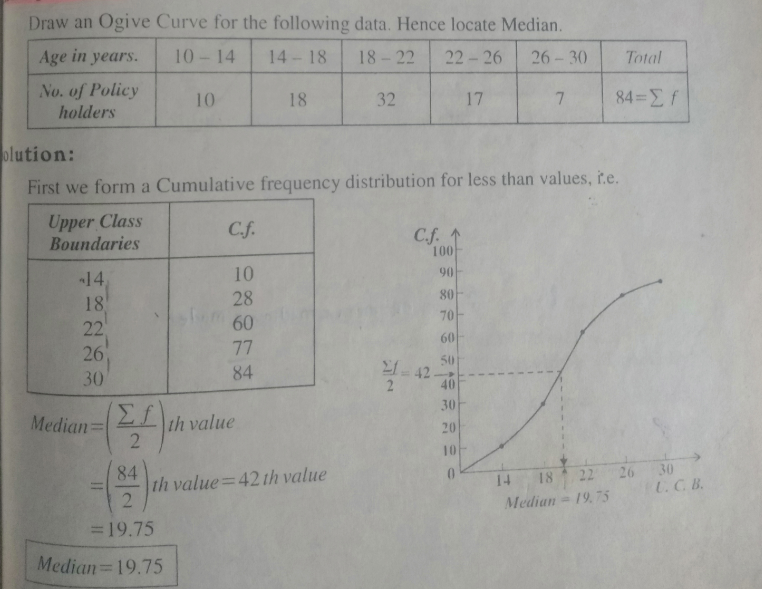 Draw an Ogive Curve for the following data. Hence locate Median.
Age in years. 10 – 14 14 – 18 18 – 22 22 – 26 26 – 30 Total
No. of Policy holders 10 18 32 17 7 84=∑ f
olution:
First we form a Cumulative frequency distribution for less than values, i.e.
Upper Class Boundaries C.f.
14 10
18 28
22 60
26 77
30 84
Median=(∑ f / 2) th value
=(84 / 2) th value=42 th value
=19.75
Median=19.75
C.f.
100
90
80
70
60
50
∑f / 2 = 42
40
30
20
10
0
14 18 22 26 30
U. C. B.
Median = 19.75